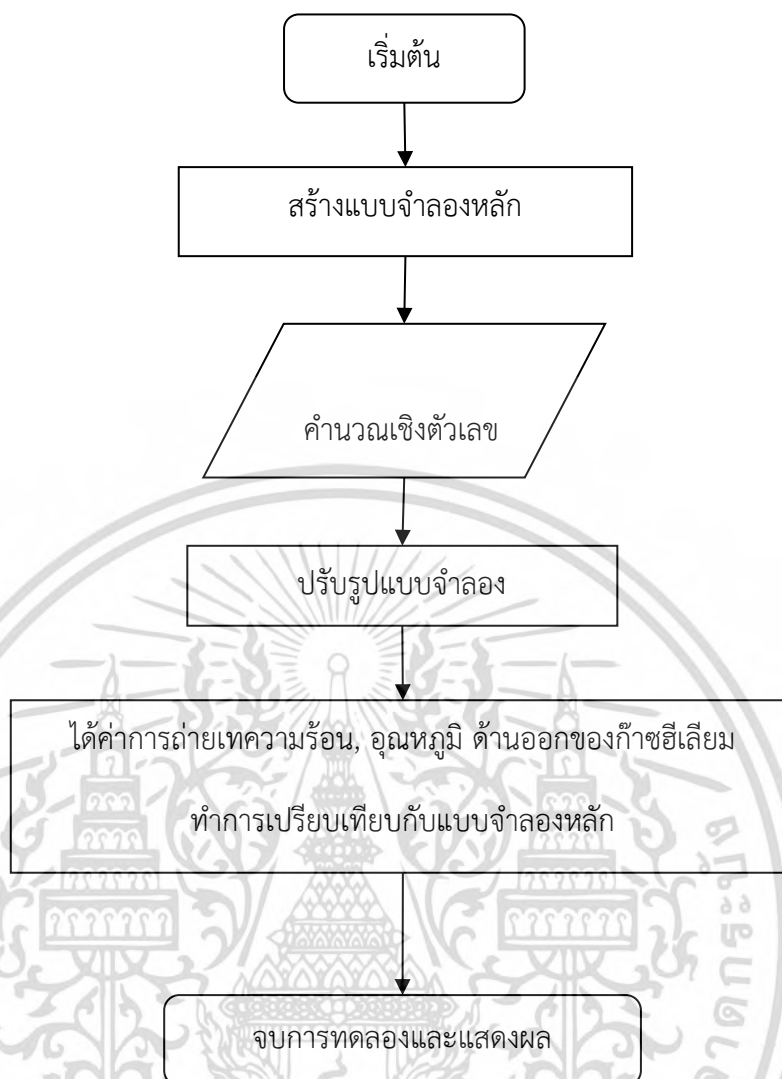 เริ่มต้น
สร้างแบบจำลองหลัก
คำนวณเชิงตัวเลข
ปรับรูปแบบจำลอง
ได้ค่าการถ่ายเทความร้อน, อุณหภูมิ ด้านออกของก๊าซฮีเลียม
ทำการเปรียบเทียบกับแบบจำลองหลัก
จบการทดลองและแสดงผล